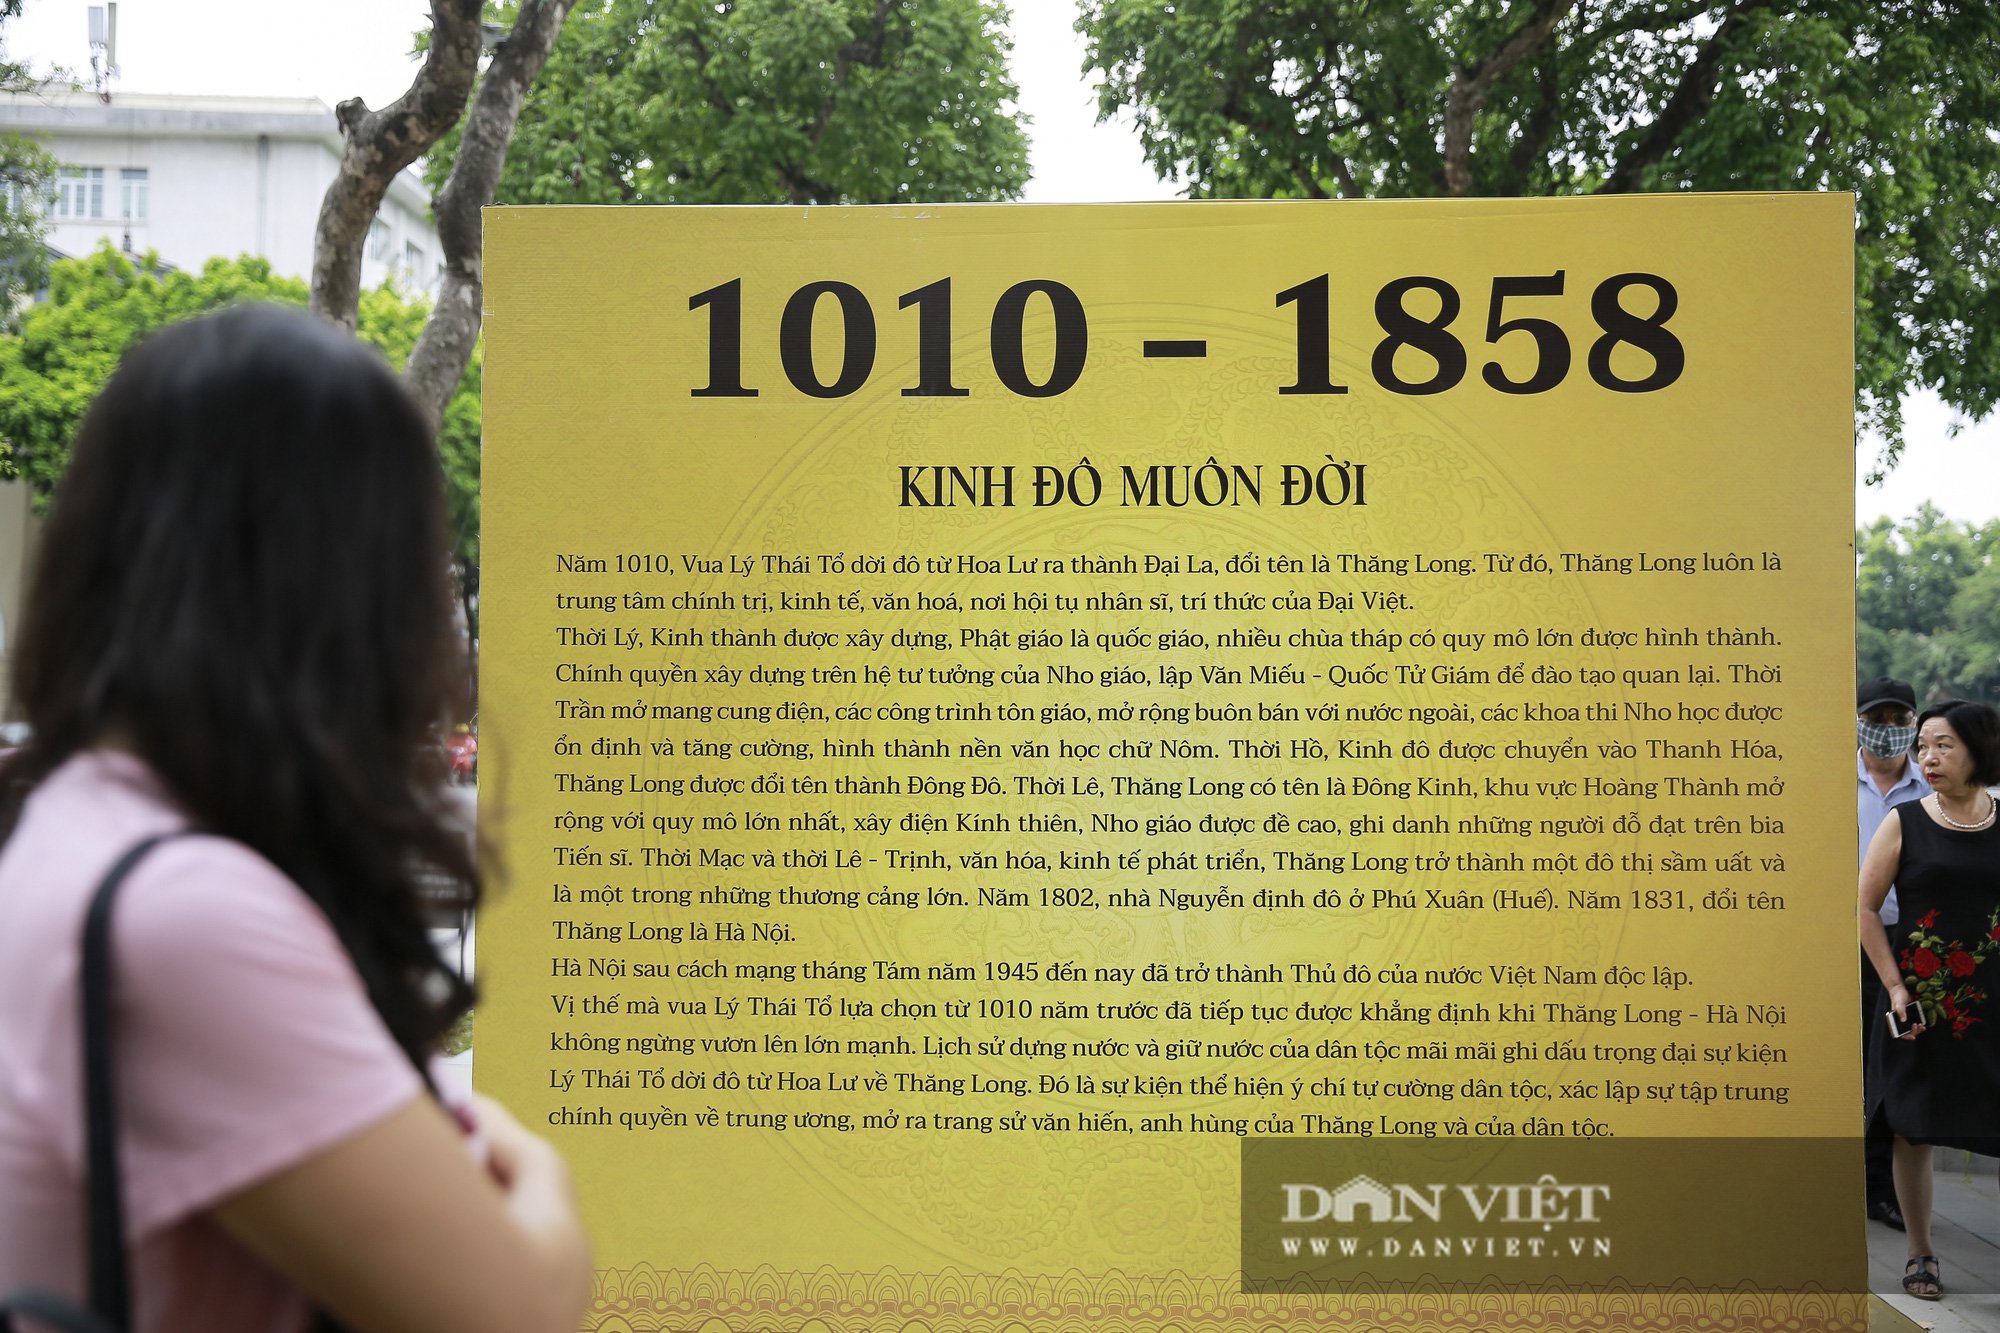 1010 - 1858
KINH ĐÔ MUÔN ĐỜI
Năm 1010, Vua Lý Thái Tổ dời đô từ Hoa Lư ra thành Đại La, đổi tên là Thăng Long. Từ đó, Thăng Long luôn là
trung tâm chính trị, kinh tế, văn hoá, nơi hội tụ nhân sĩ, trí thức của Đại Việt.
Thời Lý, Kinh thành được xây dựng, Phật giáo là quốc giáo, nhiều chùa tháp có quy mô lớn được hình thành.
Chính quyền xây dựng trên hệ tư tưởng của Nho giáo, lập Văn Miếu - Quốc Tử Giám để đào tạo quan lại. Thời
Trần mở mang cung điện, các công trình tôn giáo, mở rộng buôn bán với nước ngoài, các khoa thi Nho học được
ổn định và tăng cường, hình thành nền văn học chữ Nôm. Thời Hồ, Kinh đô được chuyển vào Thanh Hóa,
Thăng Long được đổi tên thành Đông Đô. Thời Lê, Thăng Long có tên là Đông Kinh, khu vực Hoàng Thành mở
rộng với quy mô lớn nhất, xây điện Kính thiên, Nho giáo được đề cao, ghi danh những người đỗ đạt trên bia
Tiến sĩ. Thời Mạc và thời Lê - Trịnh, văn hóa, kinh tế phát triển, Thăng Long trở thành một đô thị sầm uất và
là một trong những thương cảng lớn. Năm 1802, nhà Nguyễn định đô ở Phú Xuân (Huế). Năm 1831, đổi tên
Thăng Long là Hà Nội.
Hà Nội sau cách mạng tháng Tám năm 1945 đến nay đã trở thành Thủ đô của nước Việt Nam độc lập.
Vị thế mà vua Lý Thái Tổ lựa chọn từ 1010 năm trước đã tiếp tục được khẳng định khi Thăng Long - Hà Nội
không ngừng vươn lên lớn mạnh. Lịch sử dựng nước và giữ nước của dân tộc mãi mãi ghi dấu trọng đại sự kiện
Lý Thái Tổ dời đô từ Hoa Lư về Thăng Long. Đó là sự kiện thể hiện ý chí tự cường dân tộc, xác lập sự tập trung
chính quyền về trung ương, mở ra trang sử văn hiến, anh hùng của Thăng Long và của dân tộc.
DÂN VIỆT
WWW.DANVIET.VN